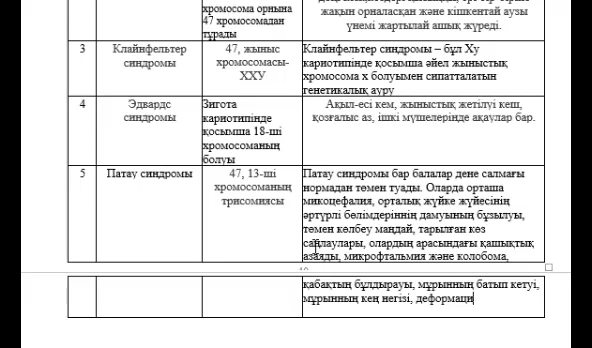 хромосома орнына
47 хромосомадан
тұрады
жақын орналасқан және кішкентай аузы
үнемі жартылай ашық жүреді.
3
Клайнфельтер
синдромы
47, жыныс
хромосомасы-
ХХУ
Клайнфельтер синдромы – бұл Ху
кариотипінде қосымша әйел жыныстық
хромосома х болуымен сипатталатын
генетикалық ауру
4
Эдвардс
синдромы
Зигота
кариотипінде
қосымша 18-ші
хромосоманың
болуы
Ақыл-есі кем, жыныстық жетілуі кеш,
қозғалыс аз, ішкі мүшелерінде ақаулар бар.
5
Патау синдромы
47, 13-ші
хромосоманың
трисомиясы
Патау синдромы бар балалар дене салмағы
нормадан төмен туады. Оларда орташа
микоцефалия, орталық жүйке жүйесінің
әртүрлі бөлімдеріннің дамуының бұзылуы,
төмен көлбеу маңдай, тарылған көз
саңлаулары, олардың арасындағы қашықтық
азаяды, микрофтальмия және колобома,
қабақтың бұлдырауы, мұрынның батып кетуі,
мұрынның кең негізі, деформаци